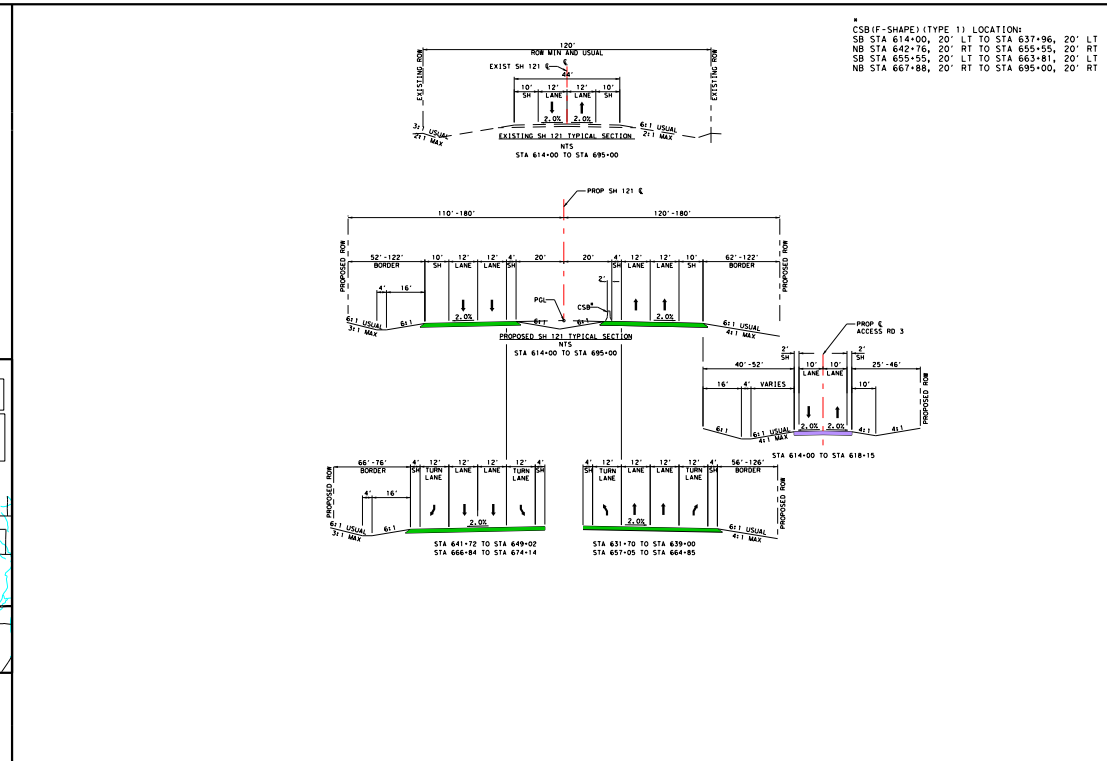 *
CSB(F-SHAPE)(TYPE 1) LOCATION:
SB STA 614+00, 20' LT TO STA 637+96, 20' LT
NB STA 642+76, 20' RT TO STA 655+55, 20' RT
SB STA 655+55, 20' LT TO STA 663+81, 20' LT
NB STA 667+88, 20' RT TO STA 695+00, 20' RT
120'
ROW MIN AND USUAL
EXISTING ROW
EXISTING ROW
EXIST SH 121 ℄
℄
44'
10' 12' 12' 10'
SH LANE LANE SH
2.0% 2.0%
3:1 USUAL
2:1 MAX
6:1 USUAL
2:1 MAX
EXISTING SH 121 TYPICAL SECTION
NTS
STA 614+00 TO STA 695+00
PROP SH 121 ℄
110'-180' 120'-180'
PROPOSED ROW
PROPOSED ROW
52'-122' 10' 12' 12' 4' 20' 20' 4' 12' 12' 10' 62'-122'
BORDER SH LANE LANE SH SH LANE LANE SH BORDER
2'
4' 16'
PGL
CSB*
2.0% 2.0%
6:1 USUAL
3:1 MAX
6:1
6:1 6:1
6:1 USUAL
4:1 MAX
PROPOSED SH 121 TYPICAL SECTION
NTS
STA 614+00 TO STA 695+00
PROP ℄
ACCESS RD 3
2' 2'
SH SH
40'-52' 10' 10' 25'-46'
LANE LANE
16' 4' VARIES 10'
PROPOSED ROW
2.0% 2.0%
6:1
6:1 USUAL
4:1 MAX
4:1 4:1
STA 614+00 TO STA 618+15
66'-76' 4' 12' 12' 12' 12' 4'
BORDER SH TURN LANE LANE LANE TURN LANE SH
PROPOSED ROW
4' 16'
2.0%
6:1 USUAL
3:1 MAX
6:1
STA 641+72 TO STA 649+02
STA 666+84 TO STA 674+14
4' 12' 12' 12' 12' 4' 56'-126'
SH TURN LANE LANE LANE TURN LANE SH BORDER
PROPOSED ROW
2.0%
6:1 USUAL
4:1 MAX
STA 631+70 TO STA 639+00
STA 657+05 TO STA 664+85